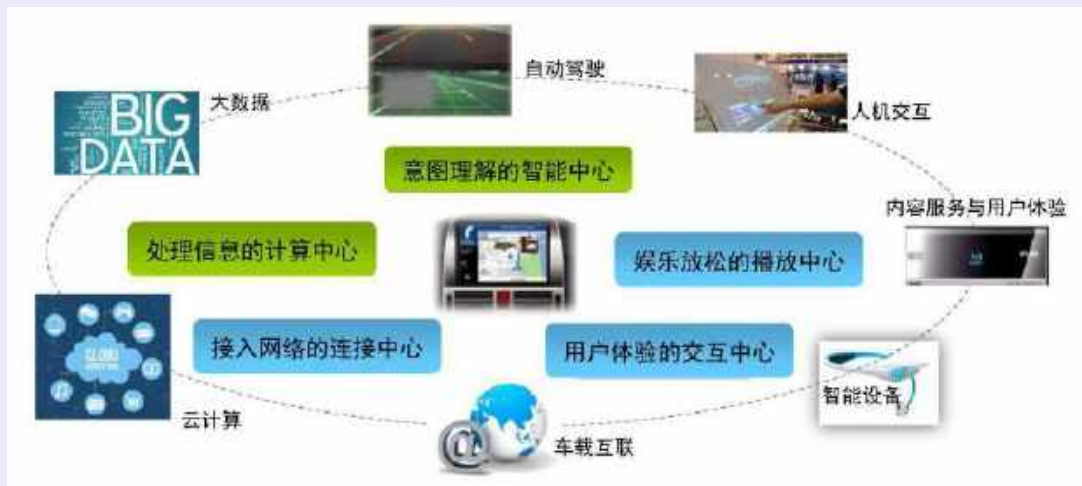 自动驾驶
大数据
BIG
DATA
人机交互
意图理解的智能中心
内容服务与用户体验
处理信息的计算中心
娱乐放松的播放中心
接入网络的连接中心
用户体验的交互中心
CLOUD
智能设备
云计算
@
车载互联